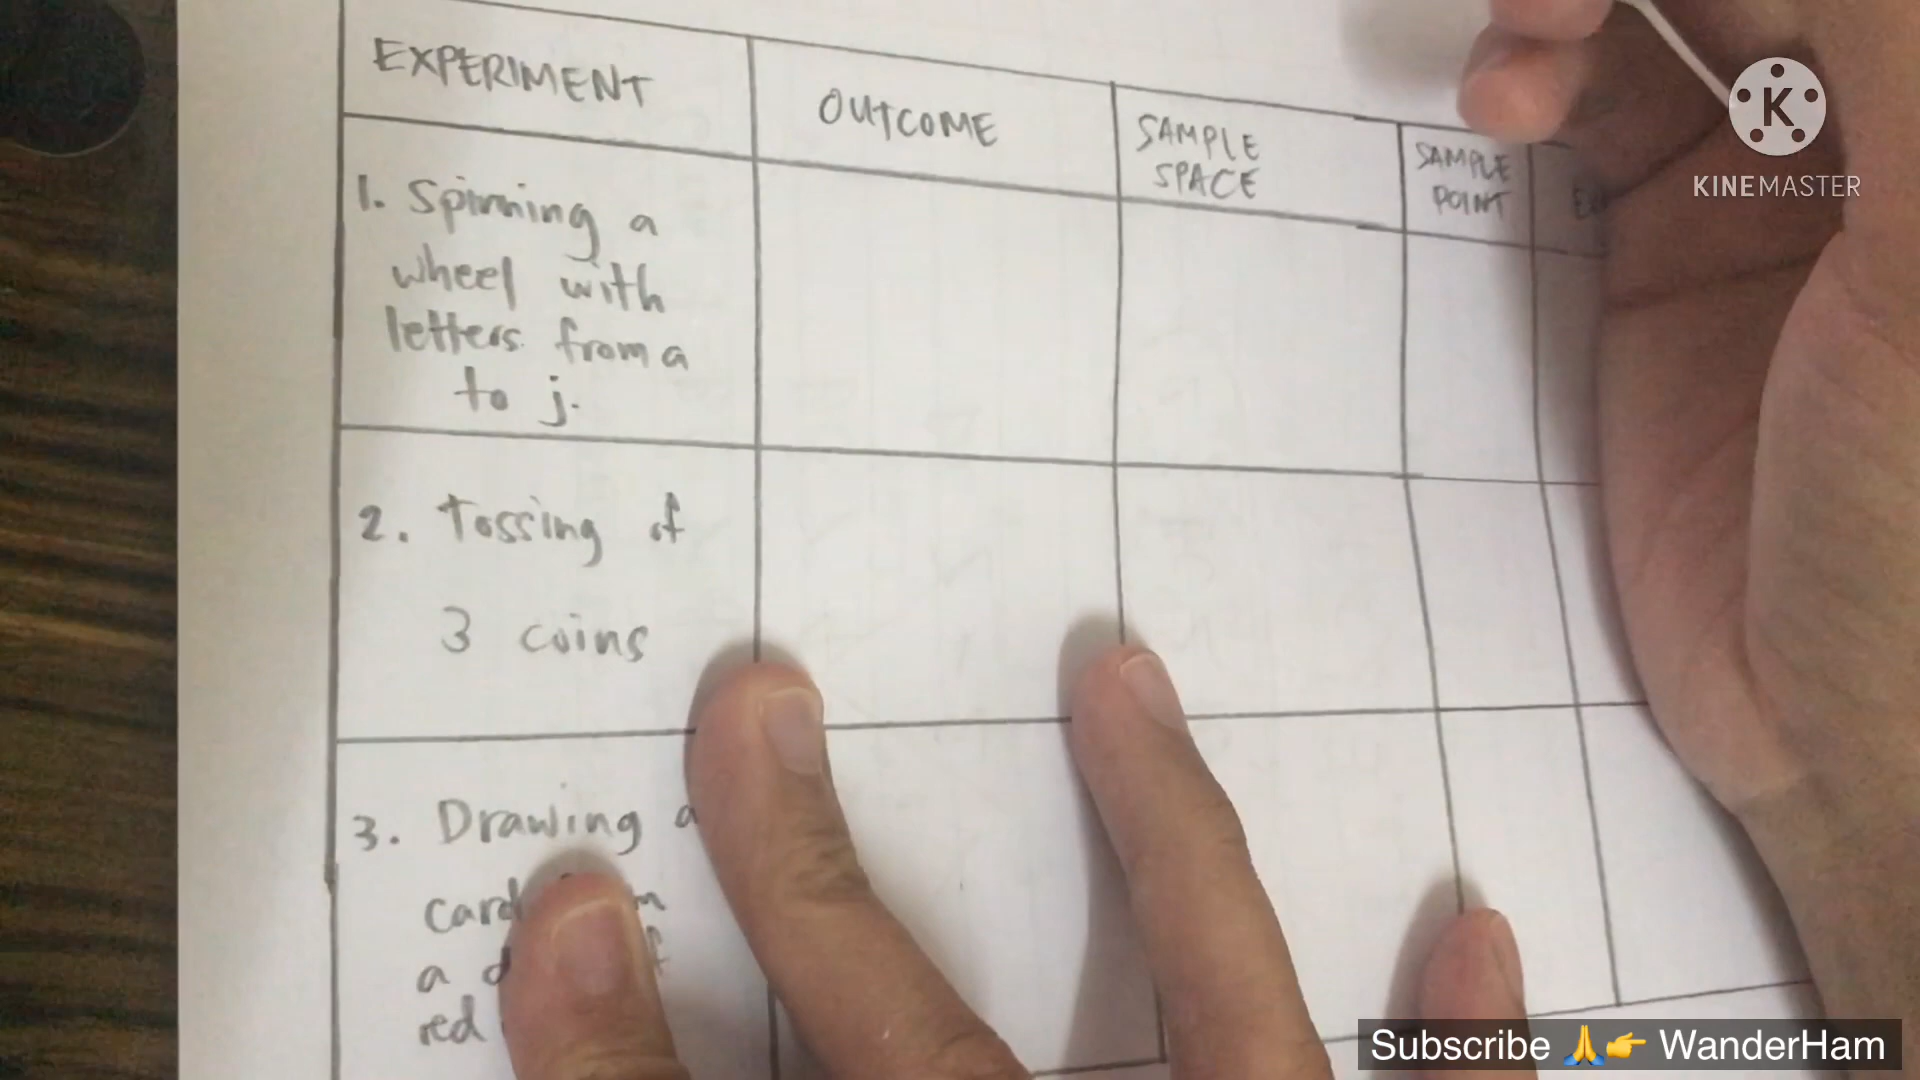 EXPERIMENT
OUTCOME
SAMPLE
SPACE
SAMPLE
POINT
1. Spinning a
wheel with
letters from a
to j.
2. Tossing of
3 coins
3. Drawing a
card
a
red
K
KINEMASTER
Subscribe 🙏👉 WanderHam